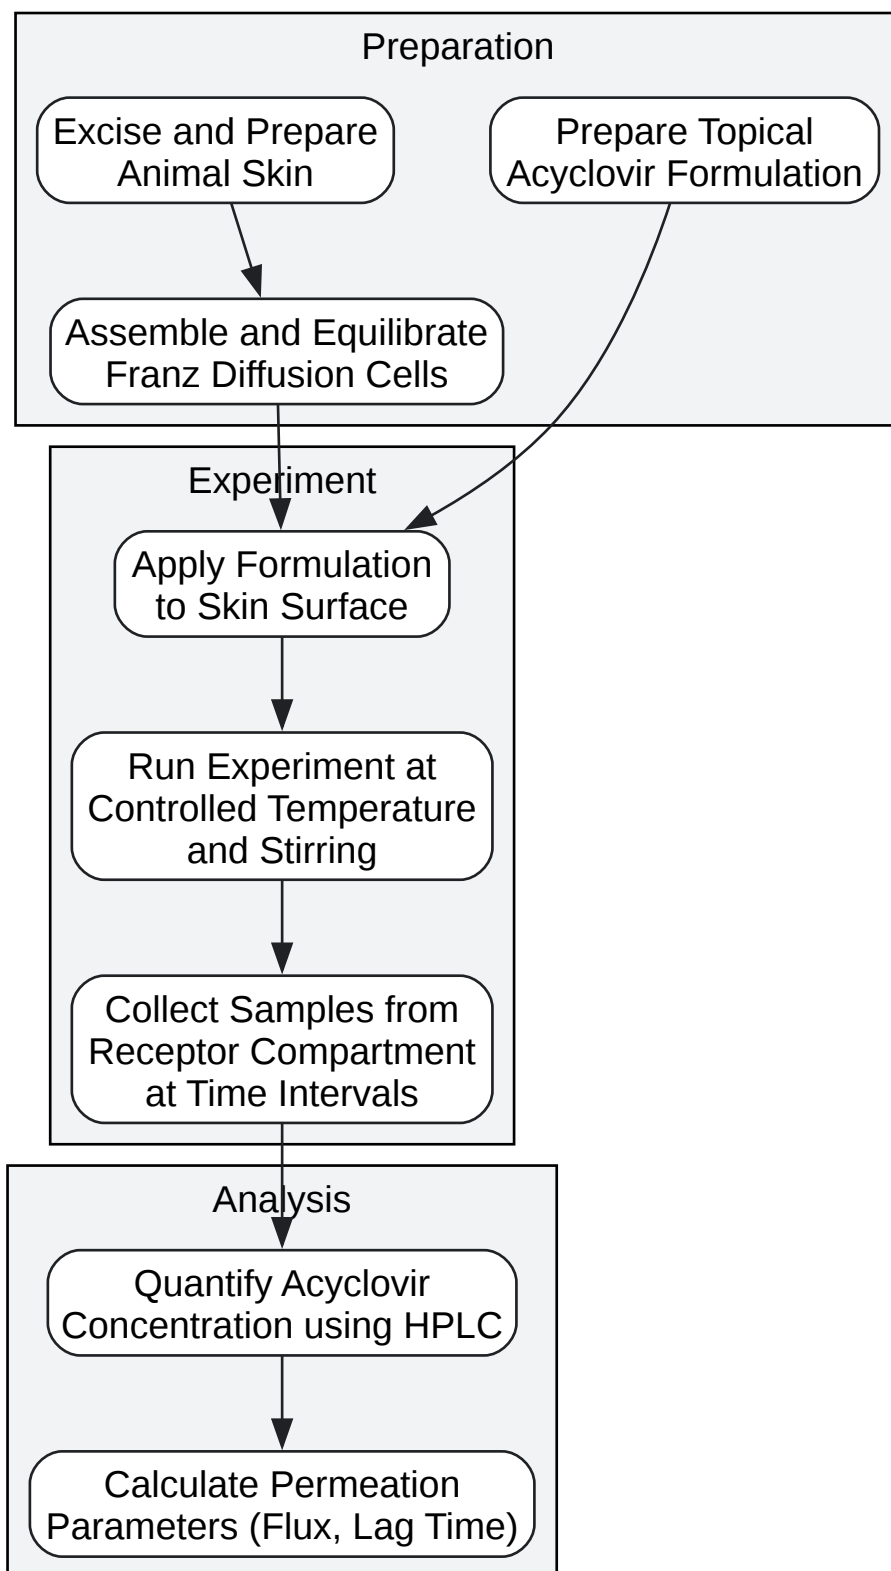 Preparation
Excise and Prepare
Animal Skin
Prepare Topical
Acyclovir Formulation
Assemble and Equilibrate
Franz Diffusion Cells
Experiment
Apply Formulation
to Skin Surface
Run Experiment at
Controlled Temperature
and Stirring
Collect Samples from
Receptor Compartment
at Time Intervals
Analysis
Quantify Acyclovir
Concentration using HPLC
Calculate Permeation
Parameters (Flux, Lag Time)